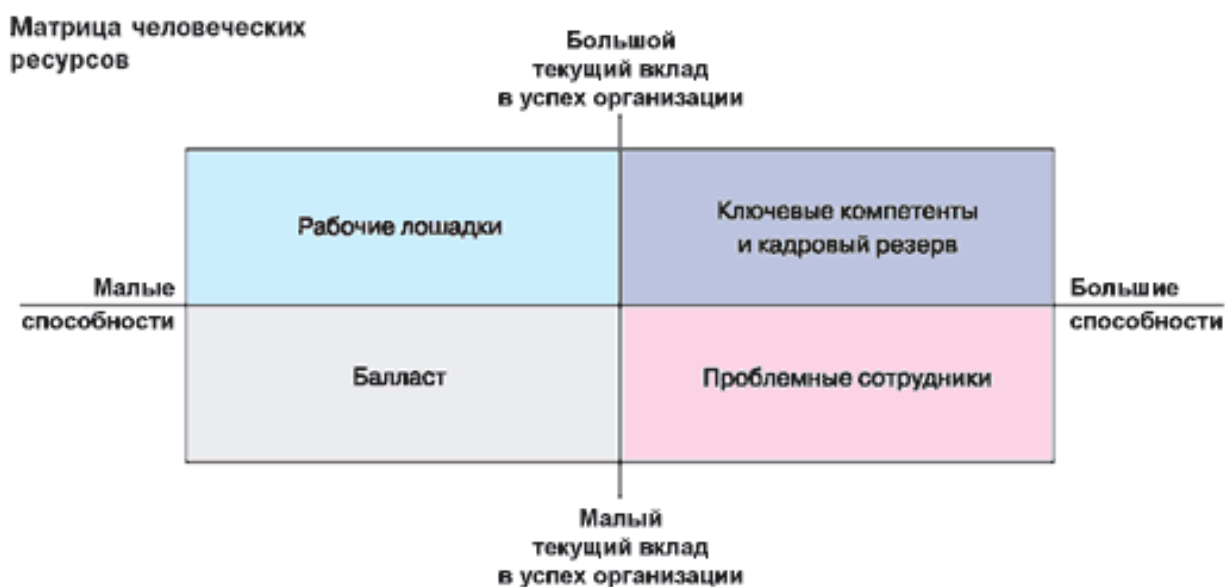 Матрица человеческих
ресурсов
Большой
текущий вклад
в успех организации
Рабочие лошадки
Ключевые компетенты
и кадровый резерв
Малые
способности
Большие
способности
Балласт
Проблемные сотрудники
Малый
текущий вклад
в успех организации